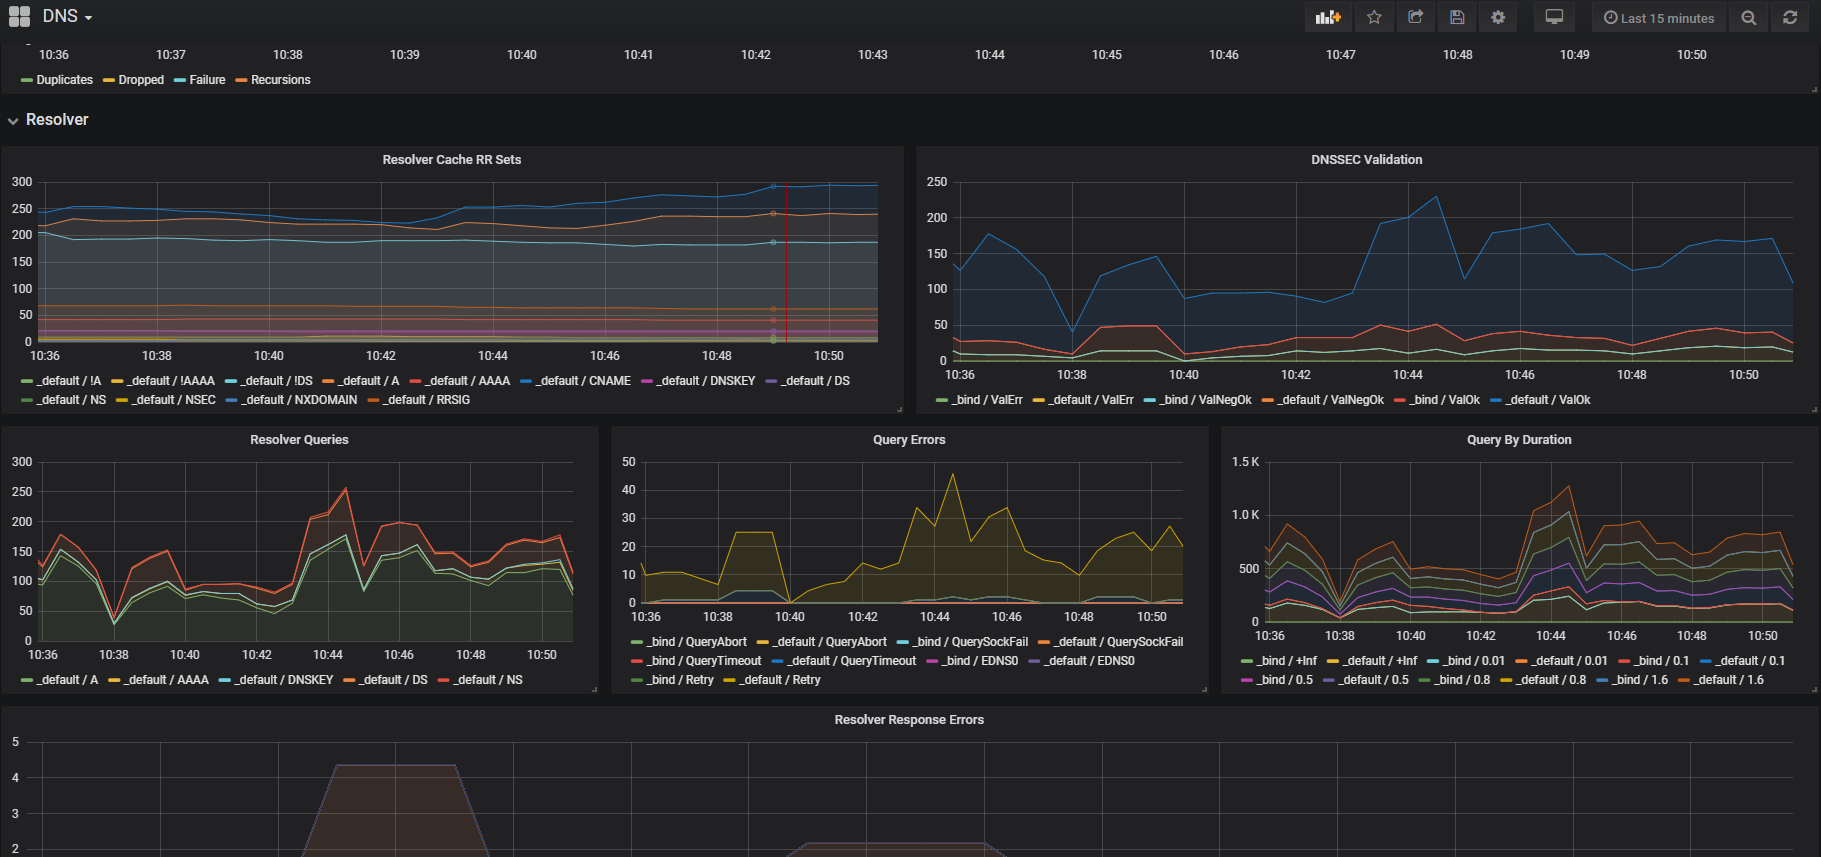 DNS
Last 15 minutes
10:36 10:37 10:38 10:39 10:40 10:41 10:42 10:43 10:44 10:45 10:46 10:47 10:48 10:49 10:50
Duplicates Dropped Failure Recursions
Resolver
Resolver Cache RR Sets
300
250
200
150
100
50
0
10:36 10:38 10:40 10:42 10:44 10:46 10:48 10:50
_default / !A _default / !AAAA _default / !DS _default / A _default / AAAA _default / CNAME _default / DNSKEY _default / DS
_default / NS _default / NSEC _default / NXDOMAIN _default / RRSIG
DNSSEC Validation
250
200
150
100
50
0
10:36 10:38 10:40 10:42 10:44 10:46 10:48 10:50
_bind / ValErr _default / ValErr _bind / ValNegOk _default / ValNegOk _bind / ValOk _default / ValOk
Resolver Queries
300
250
200
150
100
50
0
10:36 10:38 10:40 10:42 10:44 10:46 10:48 10:50
_default / A _default / AAAA _default / DNSKEY _default / DS _default / NS
Query Errors
50
40
30
20
10
0
10:36 10:38 10:40 10:42 10:44 10:46 10:48 10:50
_bind / QueryAbort _default / QueryAbort _bind / QuerySockFail _default / QuerySockFail
_bind / QueryTimeout _default / QueryTimeout _bind / EDNS0 _default / EDNS0
_bind / Retry _default / Retry
Query By Duration
1.5 K
1.0 K
500
0
10:36 10:38 10:40 10:42 10:44 10:46 10:48 10:50
_bind / +Inf _default / +Inf _bind / 0.01 _default / 0.01 _bind / 0.1 _default / 0.1
_bind / 0.5 _default / 0.5 _bind / 0.8 _default / 0.8 _bind / 1.6 _default / 1.6
Resolver Response Errors
5
4
3
2